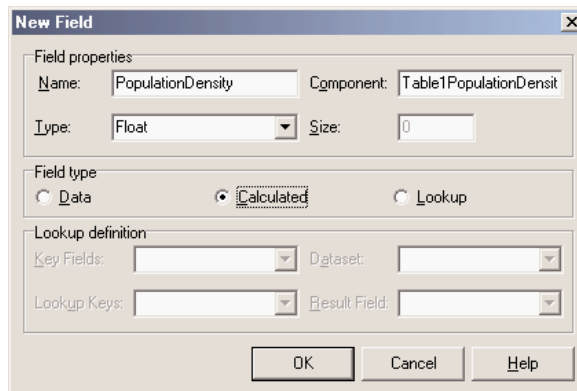 New Field
Field properties
Name: PopulationDensity Component: Table1PopulationDensit
Type: Float Size: 0
Field type
Data Calculated Lookup
Lookup definition
Key Fields: Dataset:
Lookup Keys: Result Field:
OK Cancel Help